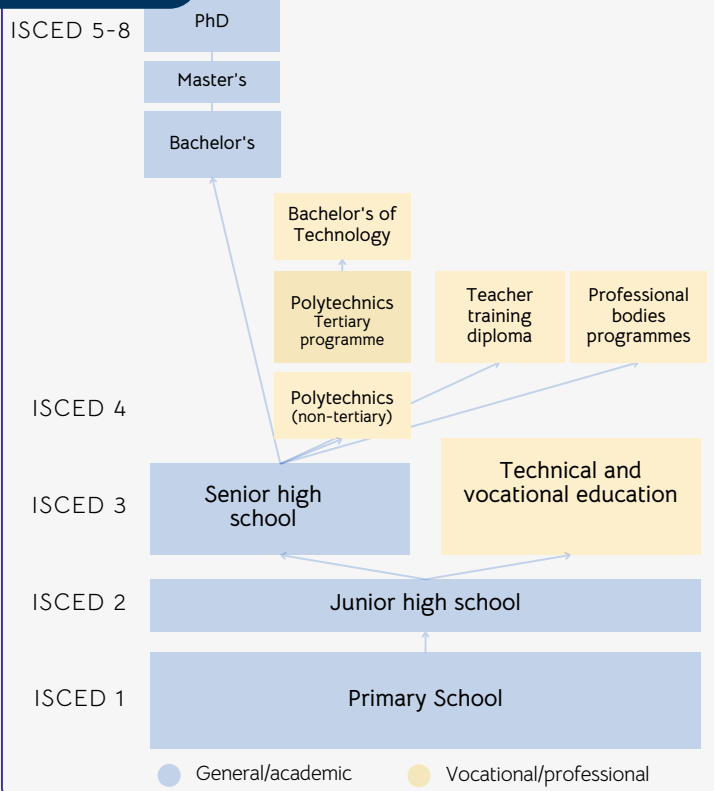 ISCED 5-8
PhD
Master's
Bachelor's
Bachelor's of
Technology
Polytechnics
Tertiary
programme
Teacher
training
diploma
Professional
bodies
programmes
ISCED 4
Polytechnics
(non-tertiary)
ISCED 3
Senior high
school
Technical and
vocational education
ISCED 2
Junior high school
ISCED 1
Primary School
General/academic
Vocational/professional